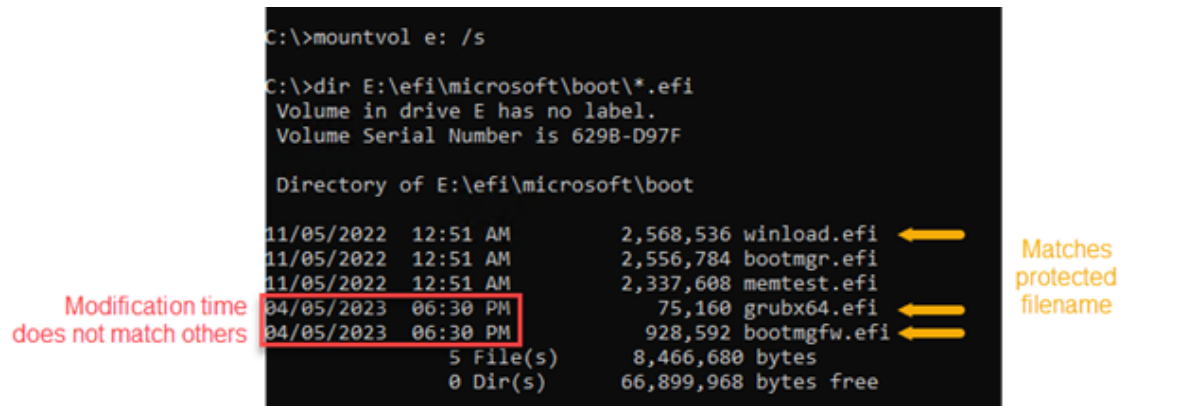 C:\>mountvol e: /s
C:\>dir E:\efi\microsoft\boot\*.efi
Volume in drive E has no label.
Volume Serial Number is 629B-D97F
Directory of E:\efi\microsoft\boot
11/05/2022 12:51 AM 2,568,536 winload.efi
11/05/2022 12:51 AM 2,556,784 bootmgr.efi
11/05/2022 12:51 AM 2,337,608 memtest.efi
04/05/2023 06:30 PM 75,160 grubx64.efi
04/05/2023 06:30 PM 928,592 bootmgfw.efi
5 File(s) 8,466,680 bytes
0 Dir(s) 66,899,968 bytes free
Modification time
does not match others
Matches
protected
filename